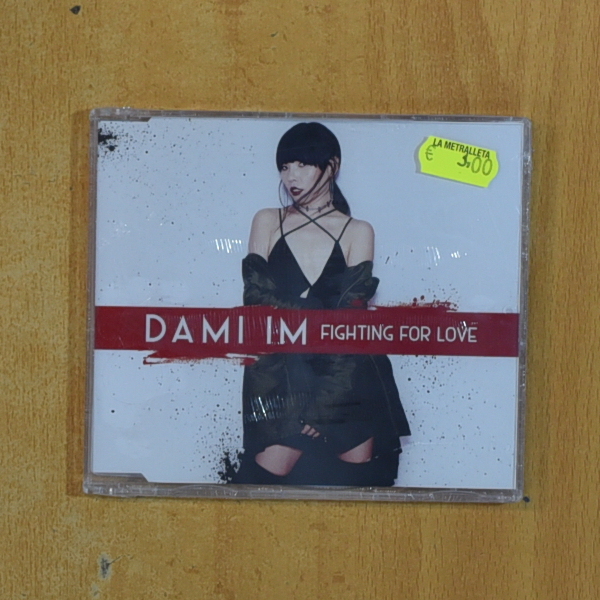 LA METRALLETA
€ 3,00
DAMI IM FIGHTING FOR LOVE